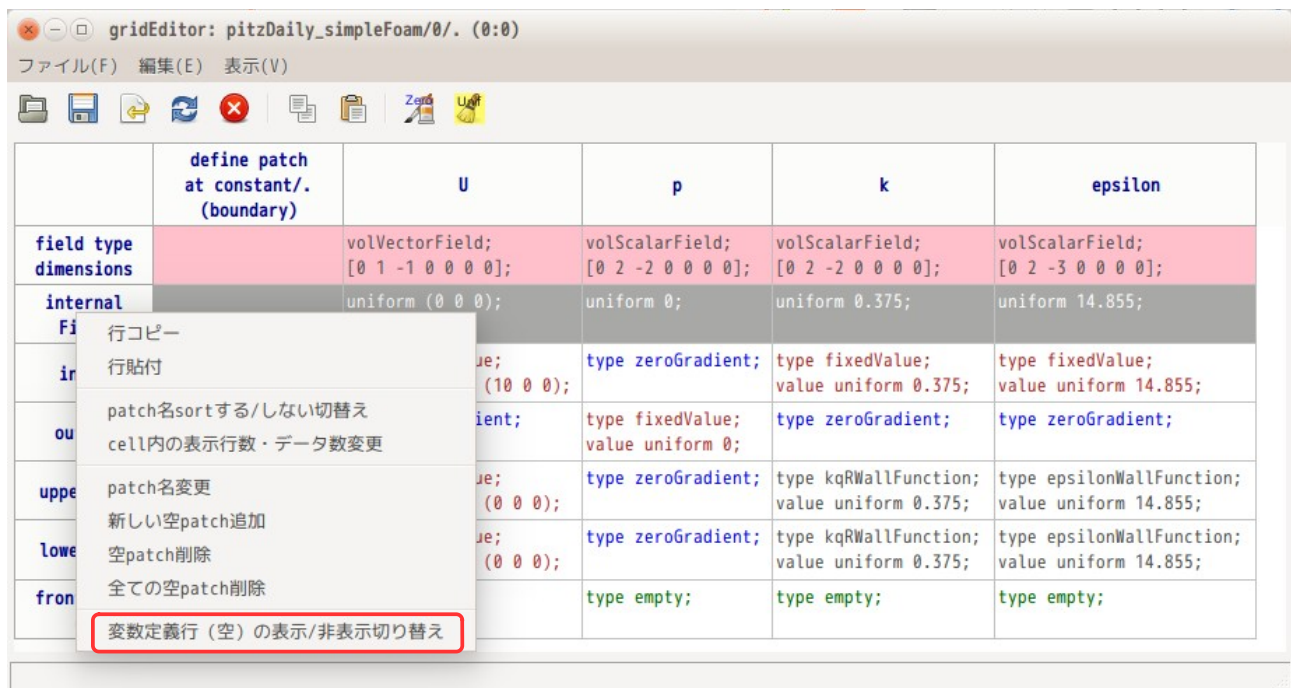 gridEditor: pitzDaily_simpleFoam/0/. (0:0)
ファイル(F) 編集(E) 表示(V)
Zero
Unif
define patch
at constant/.
(boundary)
U
p
k
epsilon
field type
dimensions
volVectorField;
[0 1 -1 0 0 0 0];
volScalarField;
[0 2 -2 0 0 0 0];
volScalarField;
[0 2 -2 0 0 0 0];
volScalarField;
[0 2 -3 0 0 0 0];
internal
Fi
uniform (0 0 0);
uniform 0;
uniform 0.375;
uniform 14.855;
in
ue;
(10 0 0);
type zeroGradient;
type fixedValue;
value uniform 0.375;
type fixedValue;
value uniform 14.855;
ou
ient;
type fixedValue;
value uniform 0;
type zeroGradient;
type zeroGradient;
uppe
ue;
(0 0 0);
type zeroGradient;
type kqRWallFunction;
value uniform 0.375;
type epsilonWallFunction;
value uniform 14.855;
lowe
ue;
(0 0 0);
type zeroGradient;
type kqRWallFunction;
value uniform 0.375;
type epsilonWallFunction;
value uniform 14.855;
fron
type empty;
type empty;
type empty;
行コピー
行貼付
patch名sortする/しない切替え
cell内の表示行数・データ数変更
patch名変更
新しい空patch追加
空patch削除
全ての空patch削除
変数定義行（空）の表示/非表示切り替え